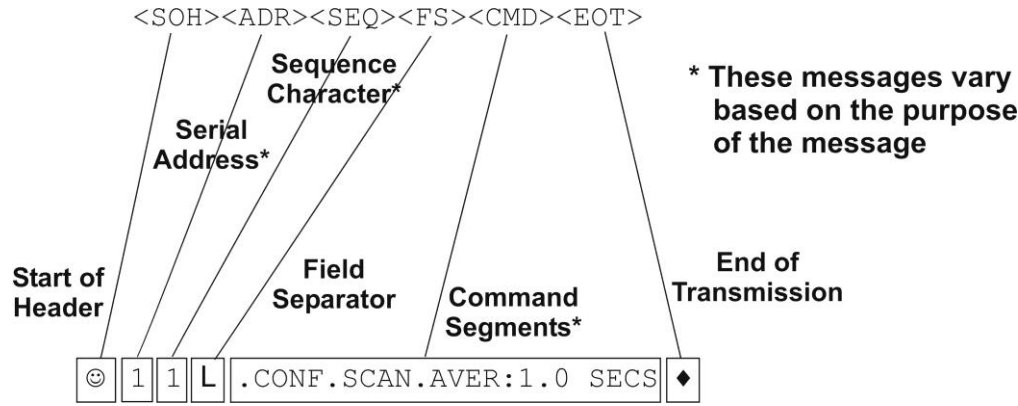 <SOH><ADR><SEQ><FS><CMD><EOT>
Sequence
Character*
* These messages vary
based on the purpose
of the message
Serial
Address*
Start of
Header
Field
Separator
Command
Segments*
End of
Transmission
☺ 1 1 L .CONF.SCAN.AVER:1.0 SECS ♦